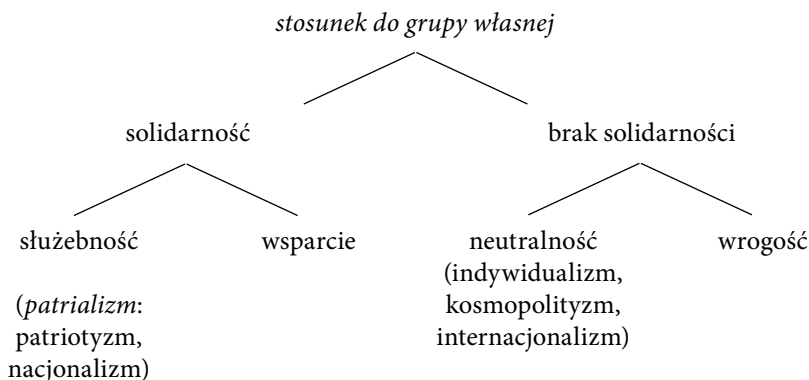 stosunek do grupy własnej
solidarność
brak solidarności
służebność
wsparcie
neutralność
wrogość
(indywidualizm,
kosmopolityzm,
internacjonalizm)
(patrializm:
patriotyzm,
nacjonalizm)